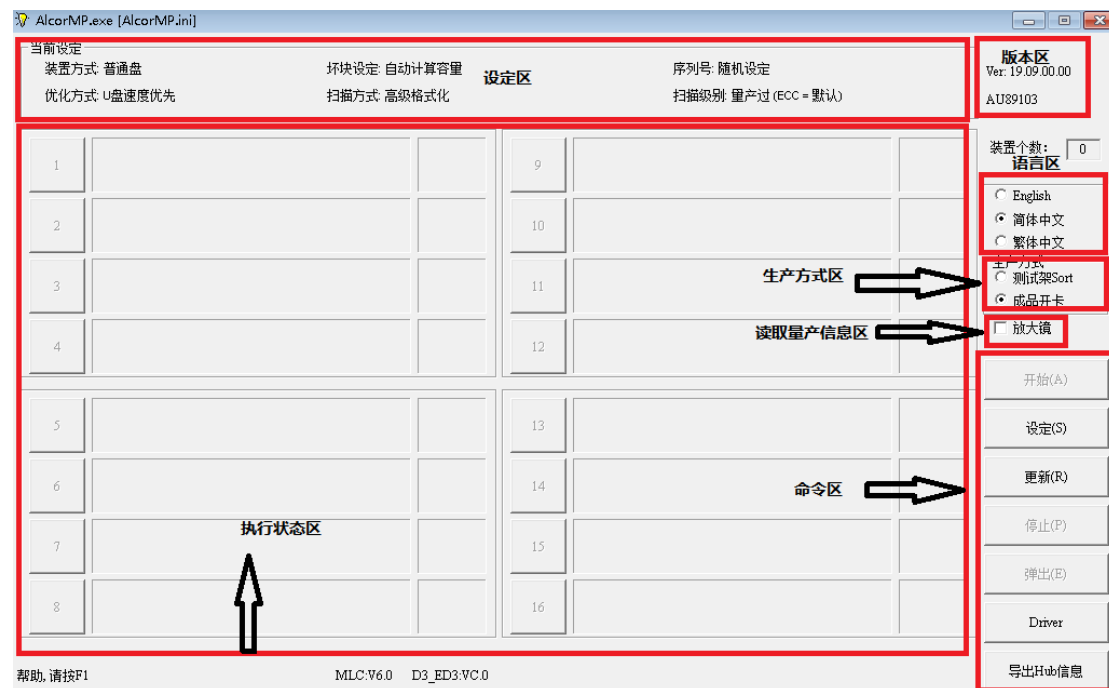 AlcorMP.exe [AlcorMP.ini]
当前设定
装置方式: 普通盘
坏块设定: 自动计算容量
序列号: 随机设定
设定区
优化方式: U盘速度优先
扫描方式: 高级格式化
扫描级别: 量产过 (ECC = 默认)
版本区
Ver: 19.09.00.00
AU89103
装置个数: 0
语言区
English
简体中文
繁体中文
生产方式
测试架Sort
成品开卡
放大镜
生产方式区
读取量产信息区
命令区
执行状态区
1
2
3
4
5
6
7
8
9
10
11
12
13
14
15
16
开始(A)
设定(S)
更新(R)
停止(P)
弹出(E)
Driver
导出Hub信息
帮助, 请按F1
MLC:V6.0 D3_ED3:VC.0